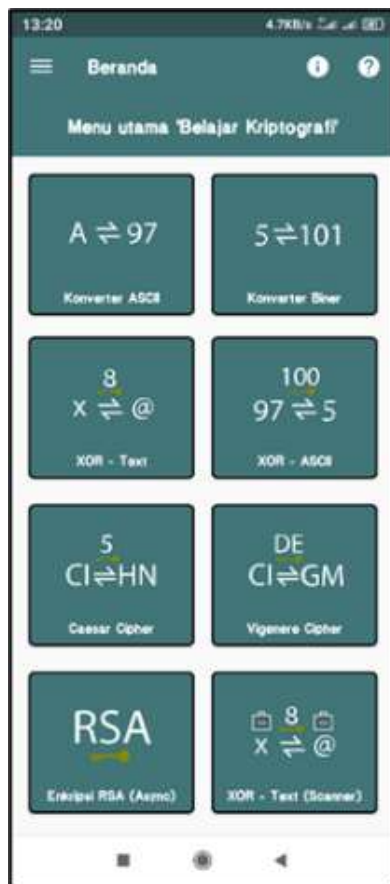 13:20 4.7KB/s
Beranda
Menu utama 'Belajar Kriptografi'
A ⇌ 97 5⇌101
Konverter ASCII Konverter Biner
8 100
x ⇌ @ 97 ⇌ 5
XOR - Text XOR - ASCII
5 DE
CI⇌HN CI⇌GM
Caesar Cipher Vigenere Cipher
RSA 8
x ⇌ @
Enkripsi RSA (Async) XOR - Text (Scanner)